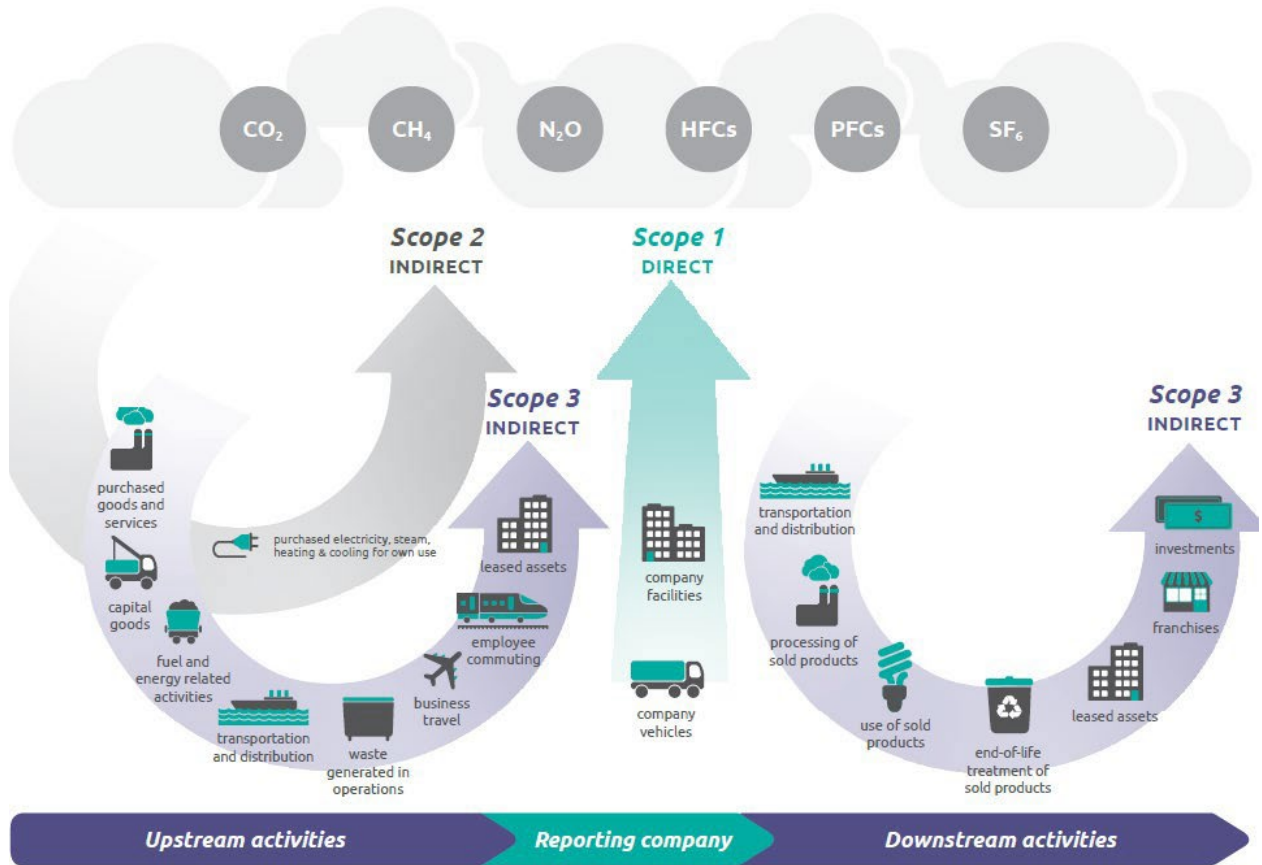 CO₂
CH₄
N₂O
HFCs
PFCs
SF₆
Scope 2
INDIRECT
Scope 1
DIRECT
Scope 3
INDIRECT
Scope 3
INDIRECT
purchased
goods and
services
purchased electricity, steam,
heating & cooling for own use
capital
goods
fuel and
energy related
activities
transportation
and distribution
waste
generated in
operations
business
travel
employee
commuting
leased assets
company
facilities
company
vehicles
transportation
and distribution
processing of
sold products
use of sold
products
end-of-life
treatment of
sold products
leased assets
franchises
$
investments
Upstream activities
Reporting company
Downstream activities